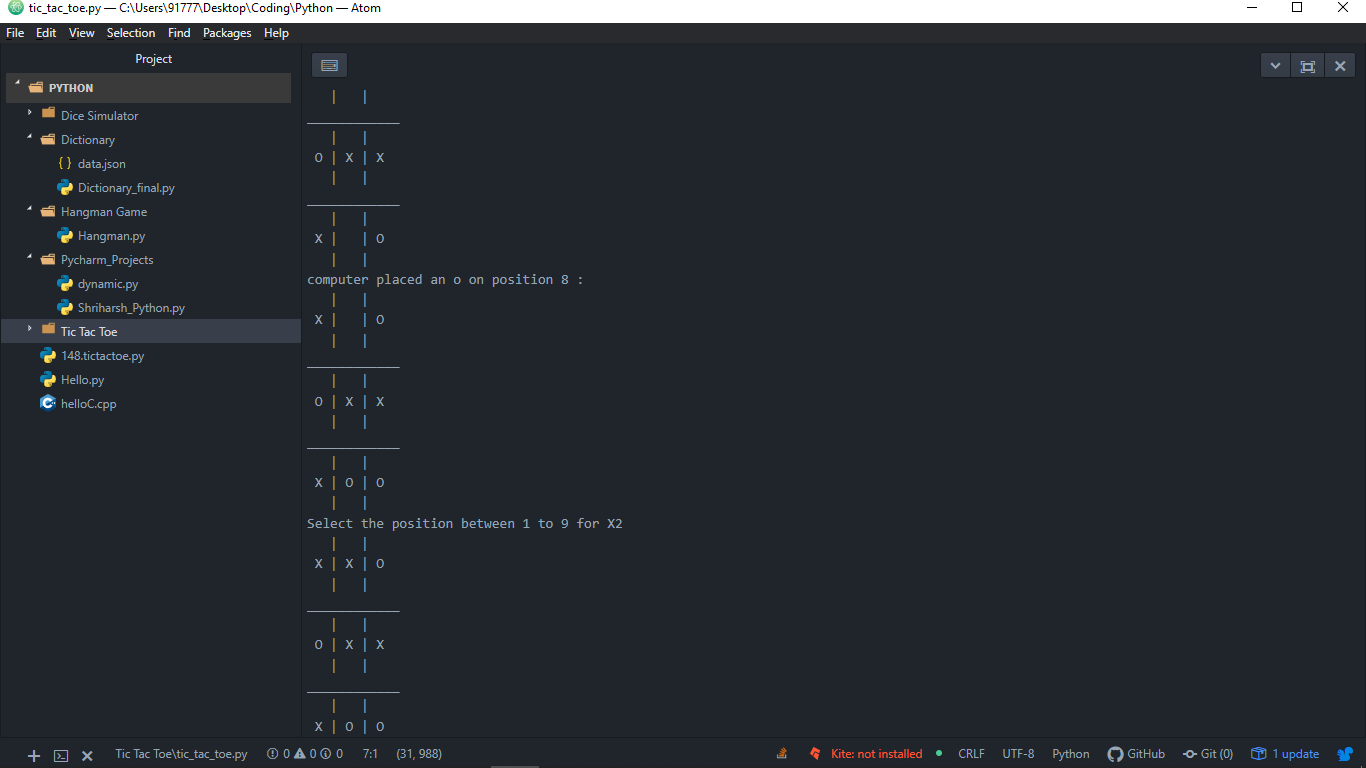 tic_tac_toe.py — C:\Users\91777\Desktop\Coding\Python — Atom
File Edit View Selection Find Packages Help
Project
PYTHON
Dice Simulator
Dictionary
data.json
Dictionary_final.py
Hangman Game
Hangman.py
Pycharm_Projects
dynamic.py
Shriharsh_Python.py
Tic Tac Toe
148.tictactoe.py
Hello.py
helloC.cpp
| |
____________
| |
O | X | X
| |
____________
| |
X | | O
| |
computer placed an o on position 8 :
| |
X | | O
| |
____________
| |
O | X | X
| |
____________
| |
X | O | O
| |
Select the position between 1 to 9 for X2
| |
X | X | O
| |
____________
| |
O | X | X
| |
____________
| |
X | O | O
Tic Tac Toe\tic_tac_toe.py 0 0 0 7:1 (31, 988) Kite: not installed CRLF UTF-8 Python GitHub Git (0) 1 update